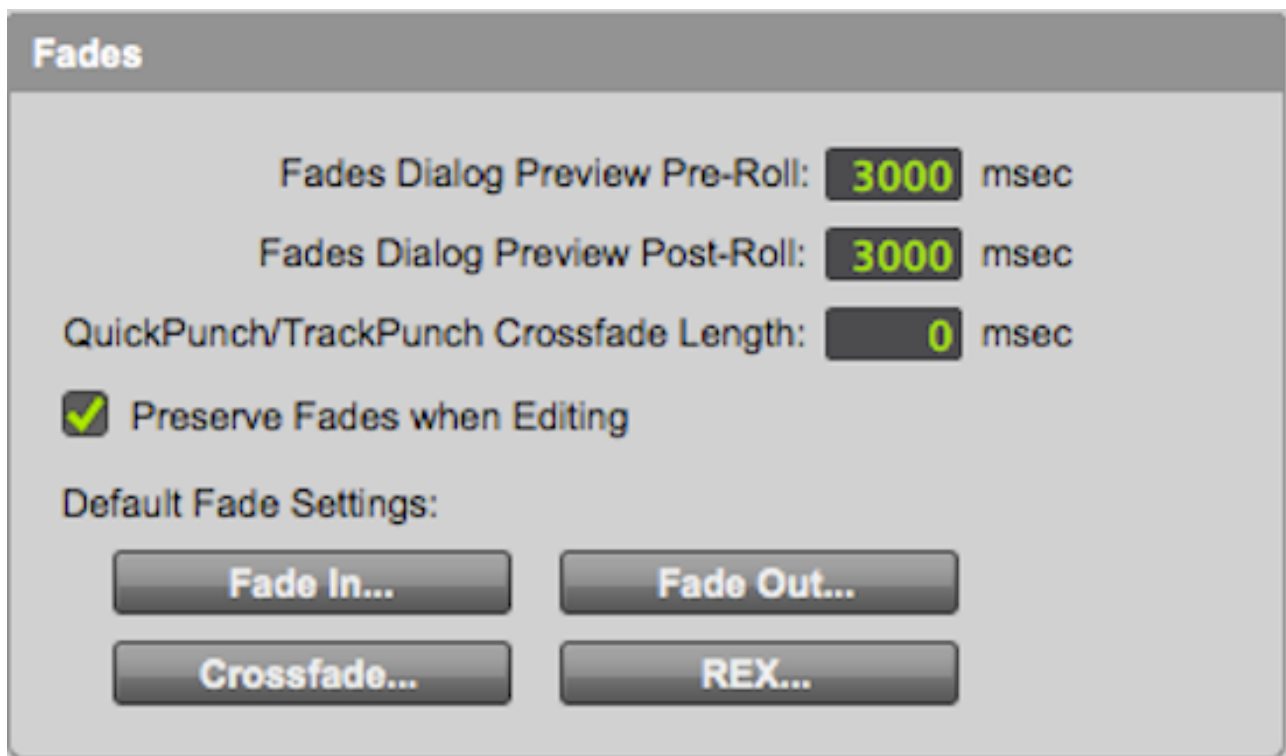 Fades
Fades Dialog Preview Pre-Roll: 3000 msec
Fades Dialog Preview Post-Roll: 3000 msec
QuickPunch/TrackPunch Crossfade Length: 0 msec
Preserve Fades when Editing
Default Fade Settings:
Fade In... Fade Out...
Crossfade... REX...